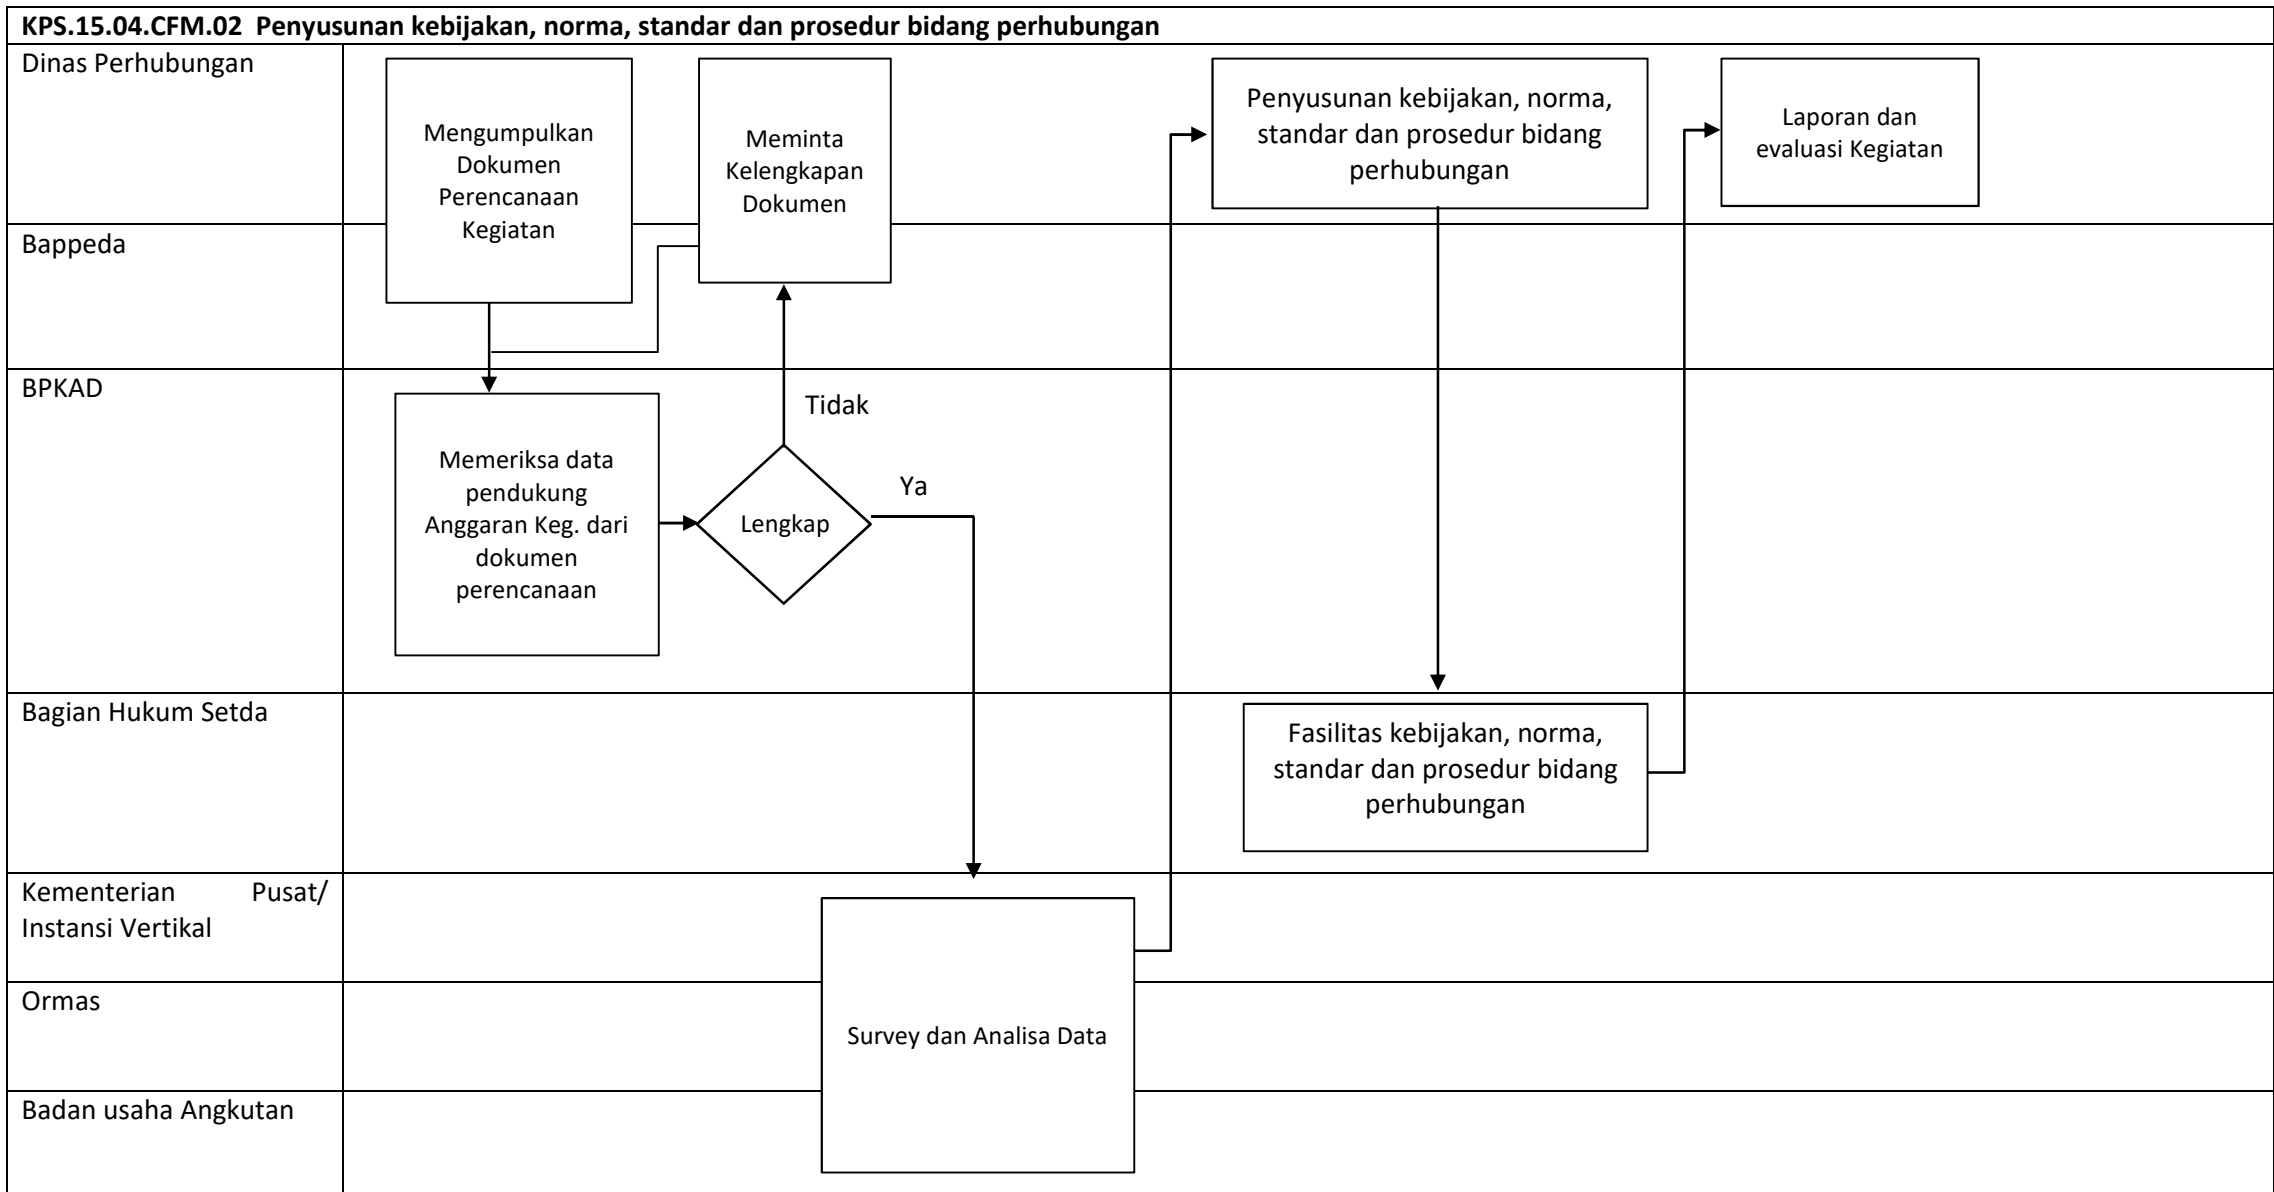 KPS.15.04.CFM.02 Penyusunan kebijakan, norma, standar dan prosedur bidang perhubungan
Dinas Perhubungan
Mengumpulkan
Dokumen
Perencanaan
Kegiatan
Meminta
Kelengkapan
Dokumen
Penyusunan kebijakan, norma,
standar dan prosedur bidang
perhubungan
Laporan dan
evaluasi Kegiatan
Bappeda
BPKAD
Memeriksa data
pendukung
Anggaran Keg. dari
dokumen
perencanaan
Lengkap
Tidak
Ya
Bagian Hukum Setda
Fasilitas kebijakan, norma,
standar dan prosedur bidang
perhubungan
Kementerian Pusat/
Instansi Vertikal
Ormas
Survey dan Analisa Data
Badan usaha Angkutan